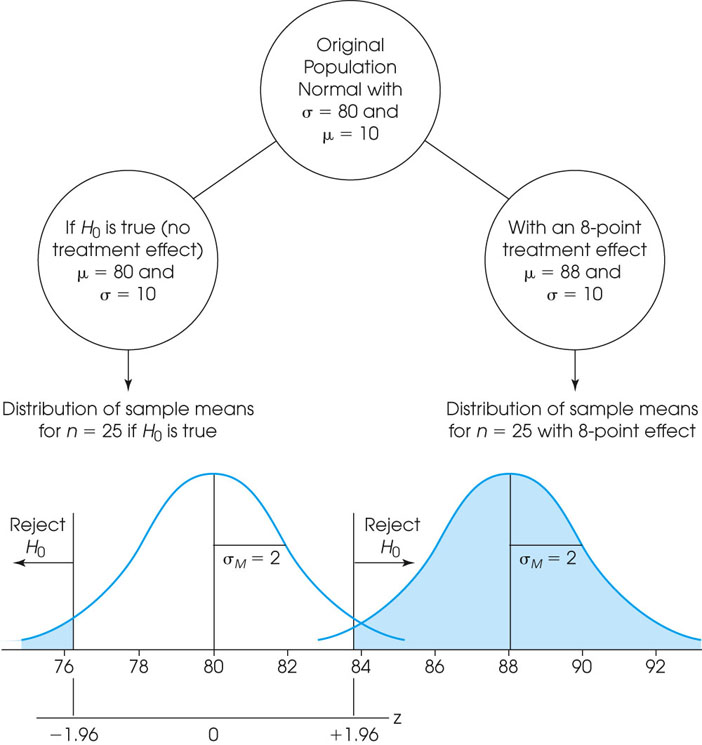 Original
Population
Normal with
σ = 80 and
μ = 10
If H0 is true (no
treatment effect)
μ = 80 and
σ = 10
With an 8-point
treatment effect
μ = 88 and
σ = 10
Distribution of sample means
for n = 25 if H0 is true
Distribution of sample means
for n = 25 with 8-point effect
Reject
H0
σM = 2
Reject
H0
σM = 2
76 78 80 82 84 86 88 90 92
z
−1.96 0 +1.96